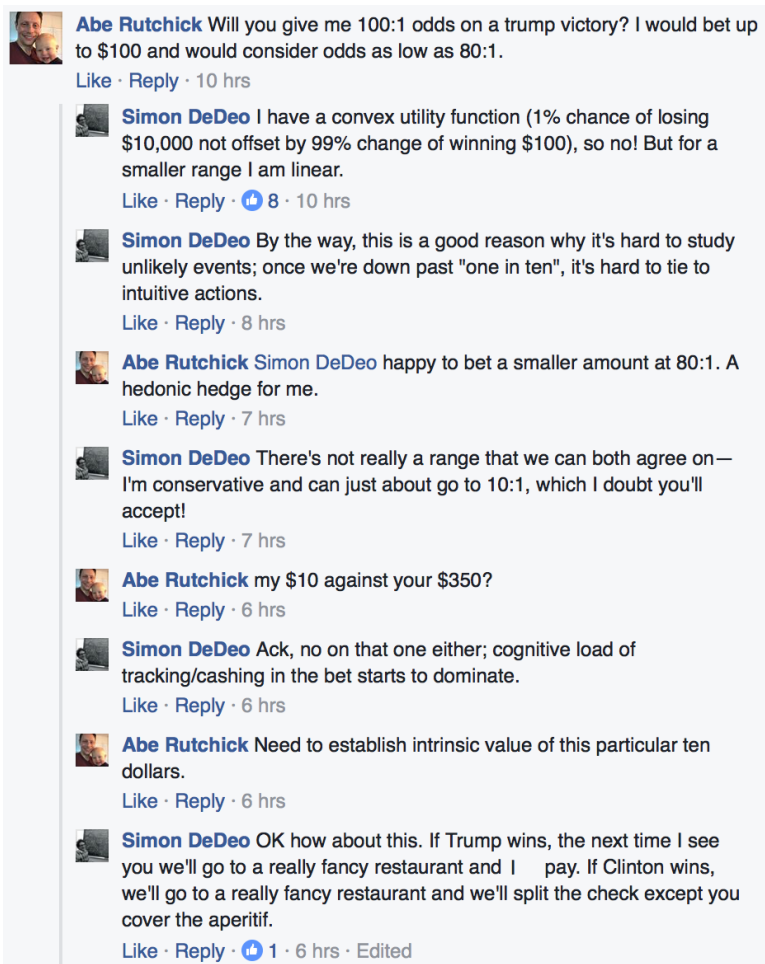 Abe Rutchick Will you give me 100:1 odds on a trump victory? I would bet up
to $100 and would consider odds as low as 80:1.
Like · Reply · 10 hrs
Simon DeDeo I have a convex utility function (1% chance of losing
$10,000 not offset by 99% change of winning $100), so no! But for a
smaller range I am linear.
Like · Reply · 8 · 10 hrs
Simon DeDeo By the way, this is a good reason why it's hard to study
unlikely events; once we're down past "one in ten", it's hard to tie to
intuitive actions.
Like · Reply · 8 hrs
Abe Rutchick Simon DeDeo happy to bet a smaller amount at 80:1. A
hedonic hedge for me.
Like · Reply · 7 hrs
Simon DeDeo There's not really a range that we can both agree on—
I'm conservative and can just about go to 10:1, which I doubt you'll
accept!
Like · Reply · 7 hrs
Abe Rutchick my $10 against your $350?
Like · Reply · 6 hrs
Simon DeDeo Ack, no on that one either; cognitive load of
tracking/cashing in the bet starts to dominate.
Like · Reply · 6 hrs
Abe Rutchick Need to establish intrinsic value of this particular ten
dollars.
Like · Reply · 6 hrs
Simon DeDeo OK how about this. If Trump wins, the next time I see
you we'll go to a really fancy restaurant and I pay. If Clinton wins,
we'll go to a really fancy restaurant and we'll split the check except you
cover the aperitif.
Like · Reply · 1 · 6 hrs · Edited